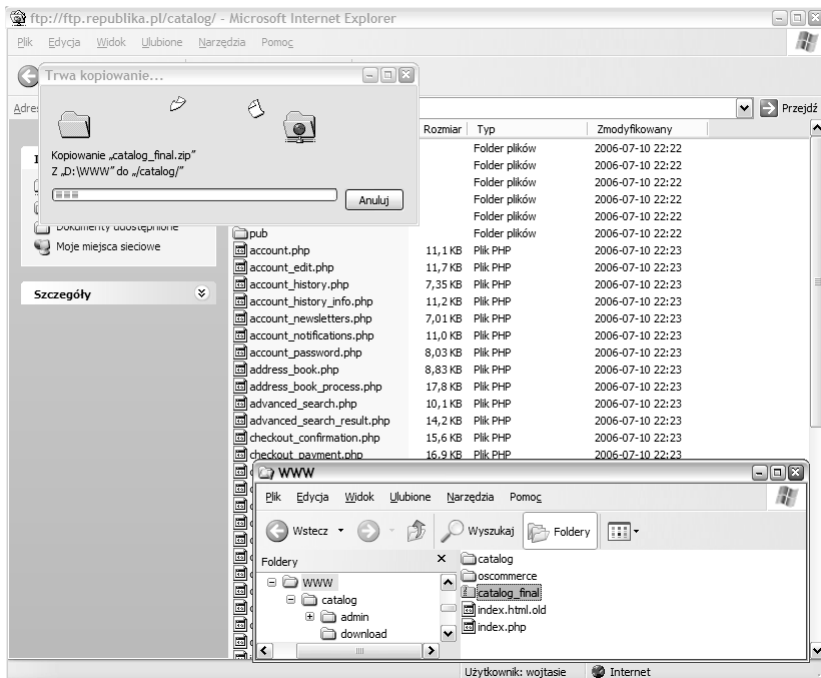 ftp://ftp.republika.pl/catalog/ - Microsoft Internet Explorer
Plik Edycja Widok Ulubione Narzędzia Pomoc
Trwa kopiowanie...
Przejdź
Kopiowanie „catalog_final.zip”
Z „D:\WWW” do „/catalog/”
Anuluj
Rozmiar Typ Zmodyfikowany
Folder plików 2006-07-10 22:22
Folder plików 2006-07-10 22:22
Folder plików 2006-07-10 22:22
Folder plików 2006-07-10 22:22
Folder plików 2006-07-10 22:22
pub Folder plików 2006-07-10 22:22
account.php 11,1 KB Plik PHP 2006-07-10 22:23
account_edit.php 11,7 KB Plik PHP 2006-07-10 22:23
account_history.php 7,35 KB Plik PHP 2006-07-10 22:23
account_history_info.php 11,2 KB Plik PHP 2006-07-10 22:23
account_newsletters.php 7,01 KB Plik PHP 2006-07-10 22:23
account_notifications.php 11,0 KB Plik PHP 2006-07-10 22:23
account_password.php 8,03 KB Plik PHP 2006-07-10 22:23
address_book.php 8,83 KB Plik PHP 2006-07-10 22:23
address_book_process.php 17,8 KB Plik PHP 2006-07-10 22:23
advanced_search.php 10,1 KB Plik PHP 2006-07-10 22:23
advanced_search_result.php 14,2 KB Plik PHP 2006-07-10 22:23
checkout_confirmation.php 15,6 KB Plik PHP 2006-07-10 22:23
checkout_payment.php 16,9 KB Plik PHP 2006-07-10 22:23
Dokumenty udostępnione
Moje miejsca sieciowe
Szczegóły
WWW
Plik Edycja Widok Ulubione Narzędzia Pomoc
Wstecz Wyszukaj Foldery
Foldery
WWW
catalog
admin
download
catalog
oscommerce
catalog_final
index.html.old
index.php
Użytkownik: wojtasie Internet